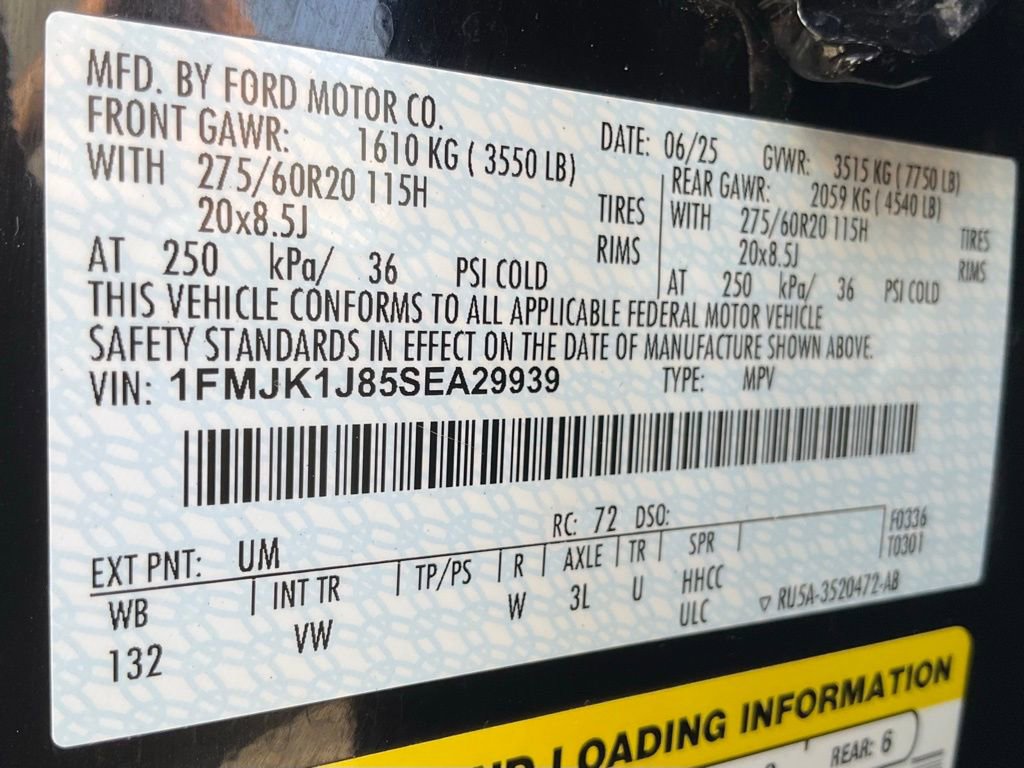 MFD. BY FORD MOTOR CO.
DATE: 06/25 GVWR: 3515 KG ( 7750 LB)
FRONT GAWR: 1610 KG ( 3550 LB) REAR GAWR: 2059 KG ( 4540 LB)
WITH 275/60R20 115H TIRES WITH 275/60R20 115H TIRES
20x8.5J RIMS 20x8.5J RIMS
AT 250 kPa/ 36 PSI COLD AT 250 kPa/ 36 PSI COLD
THIS VEHICLE CONFORMS TO ALL APPLICABLE FEDERAL MOTOR VEHICLE
SAFETY STANDARDS IN EFFECT ON THE DATE OF MANUFACTURE SHOWN ABOVE.
VIN: 1FMJK1J85SEA29939 TYPE: MPV
EXT PNT: UM RC: 72 DSO: F0336
WB INT TR TP/PS R AXLE TR SPR T0301
132 VW W 3L U HHCC
ULC ▽ RU5A-3520472-AB
LOADING INFORMATION
REAR: 6